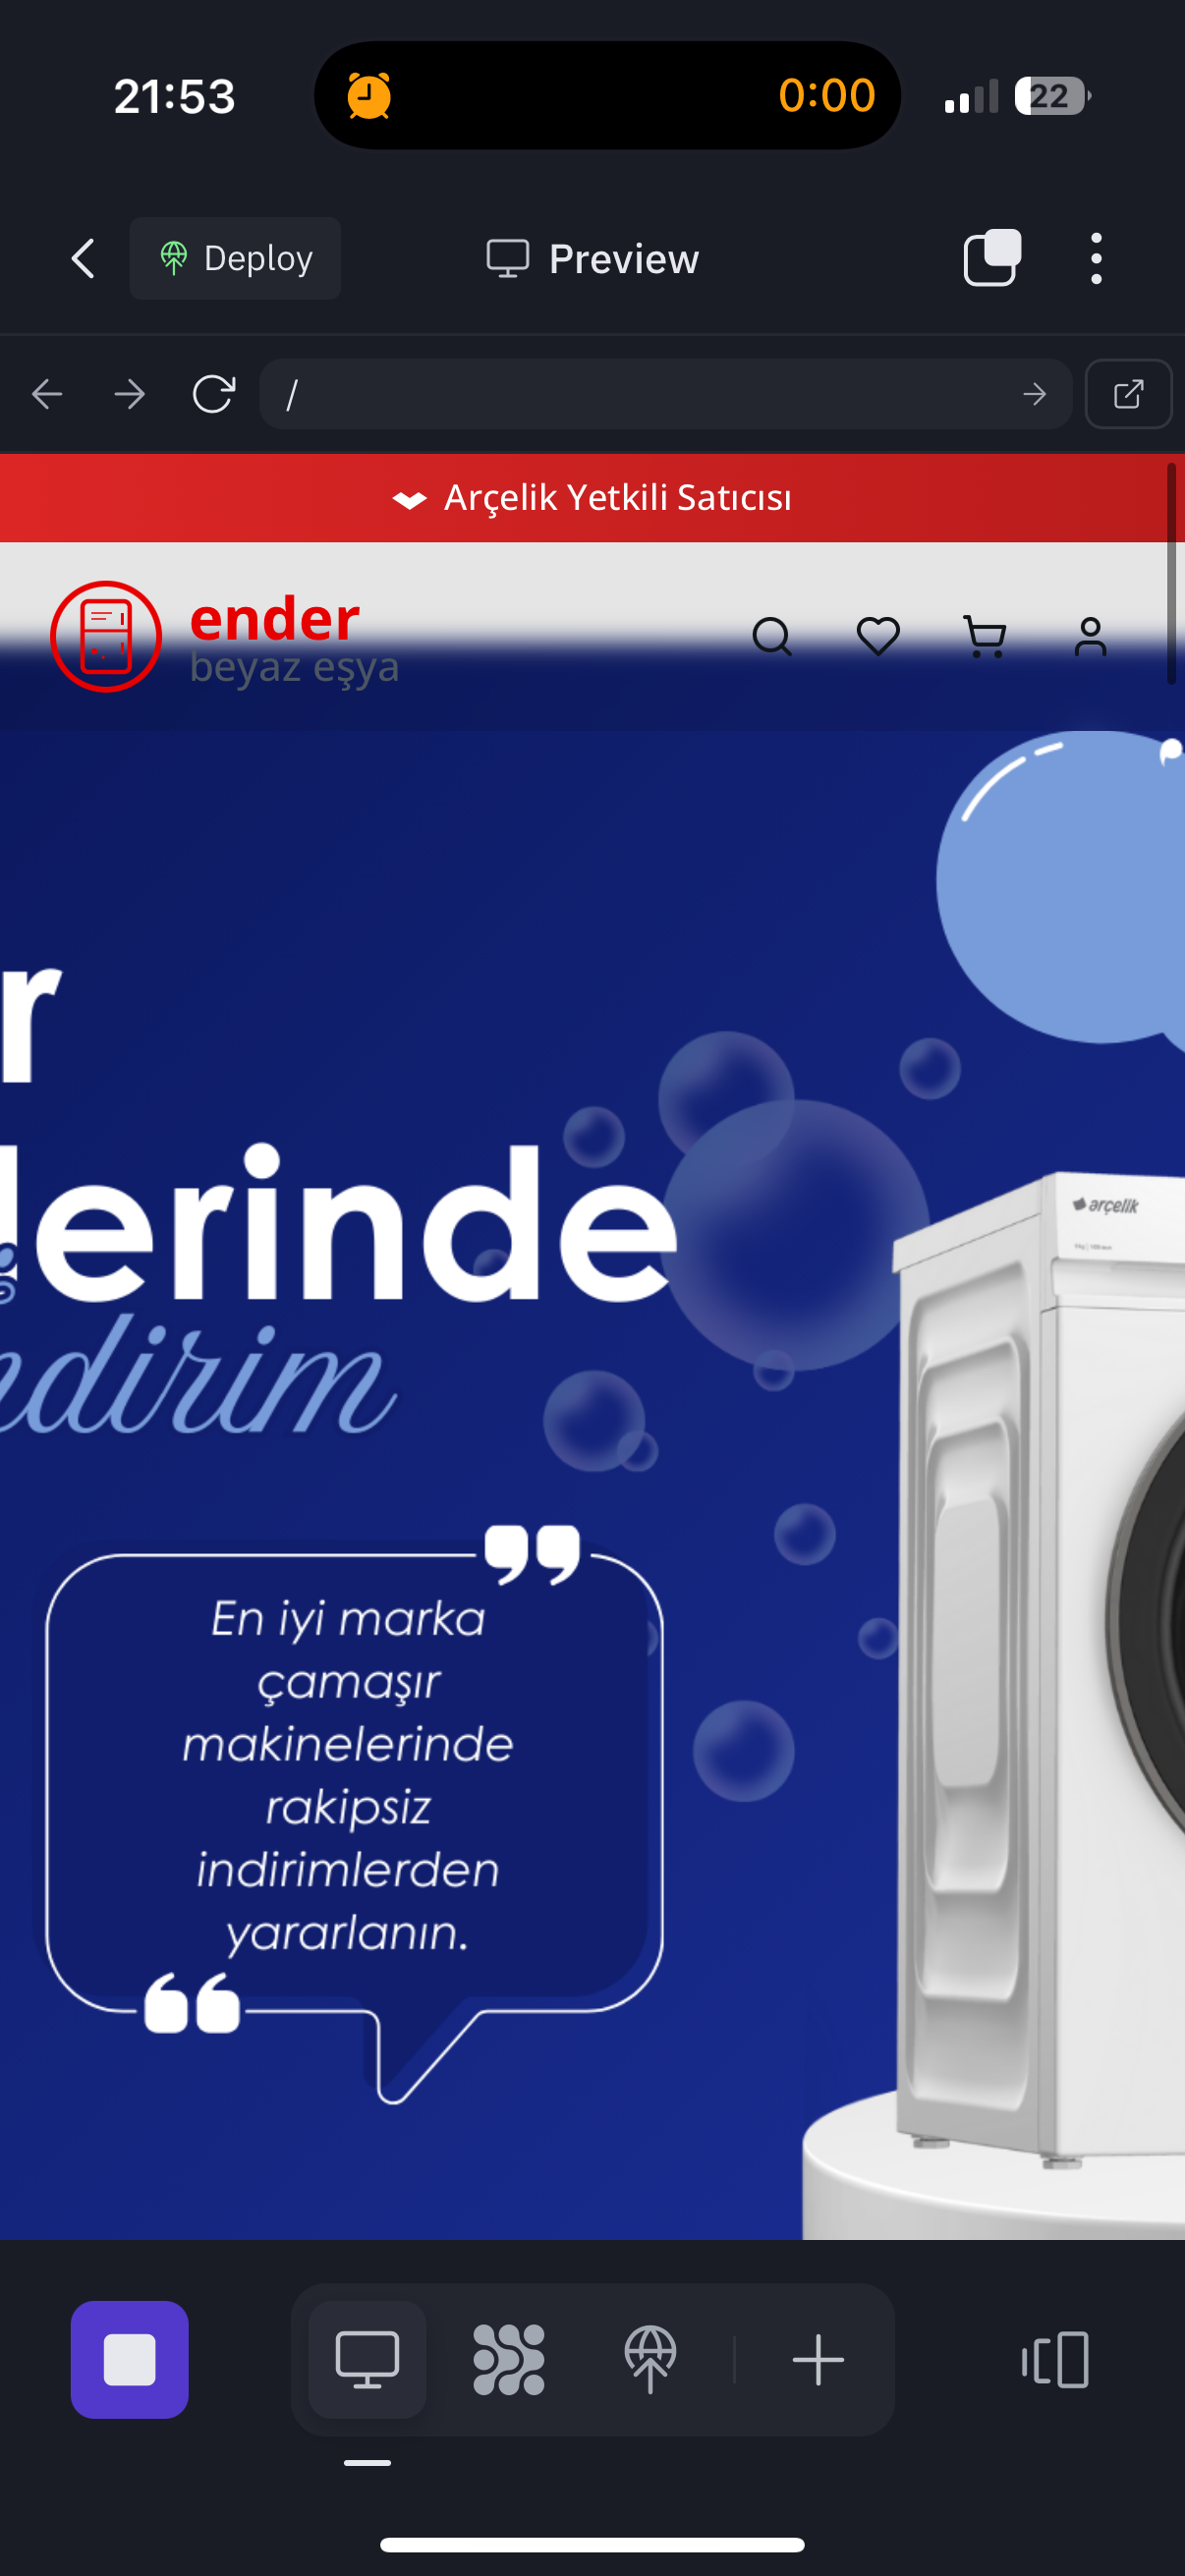 21:53
0:00
22
Deploy
Preview
/
Arçelik Yetkili Satıcısı
ender
beyaz eşya
r
lerinde
ndirim
arçelik
En iyi marka
çamaşır
makinelerinde
rakipsiz
indirimlerden
yararlanın.